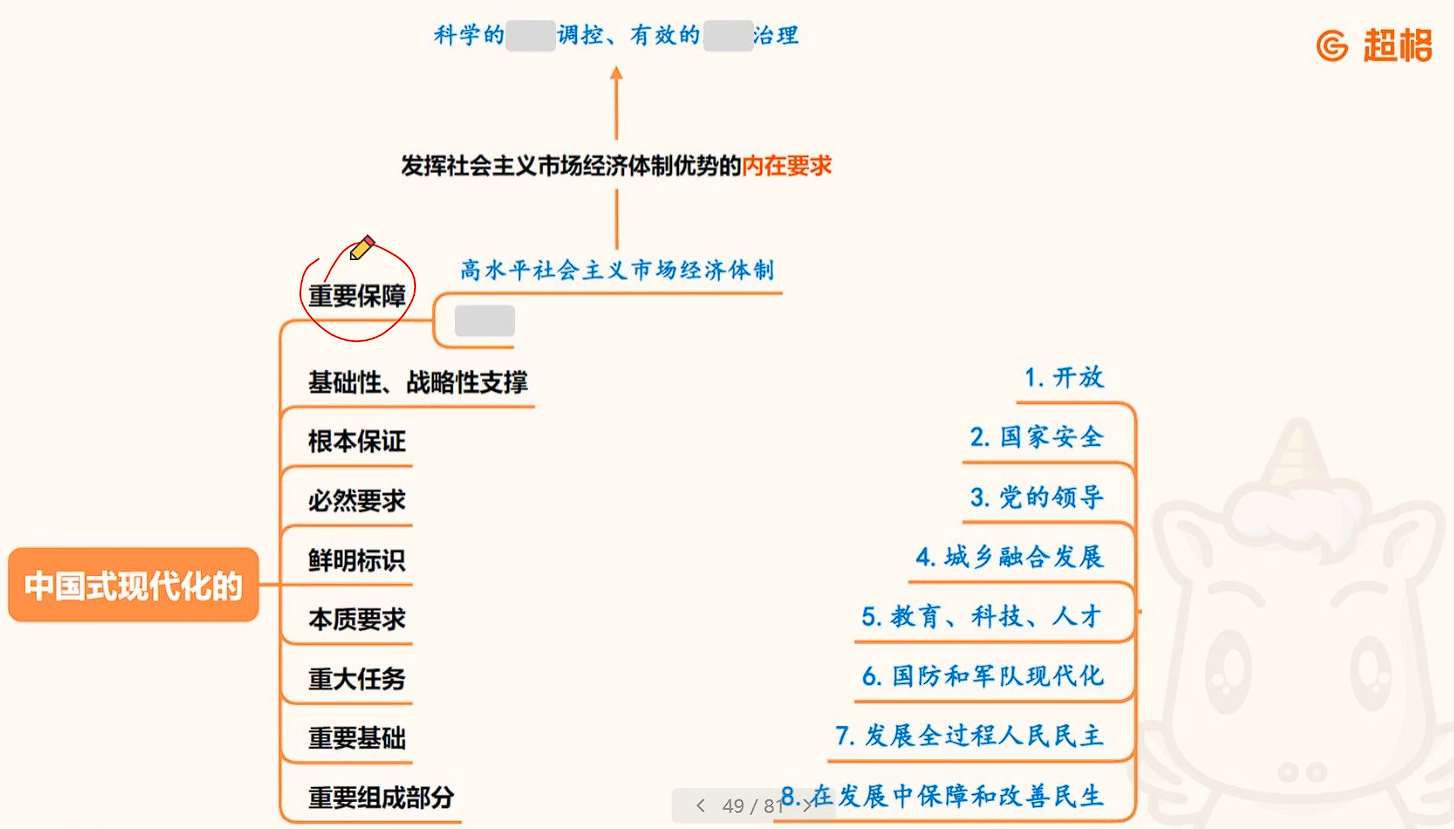 科学的 调控、有效的 治理
超格
发挥社会主义市场经济体制优势的内在要求
高水平社会主义市场经济体制
重要保障
基础性、战略性支撑
根本保证
必然要求
鲜明标识
中国式现代化的
本质要求
重大任务
重要基础
重要组成部分
1. 开放
2. 国家安全
3. 党的领导
4. 城乡融合发展
5. 教育、科技、人才
6. 国防和军队现代化
7. 发展全过程人民民主
8. 在发展中保障和改善民生
49 / 81